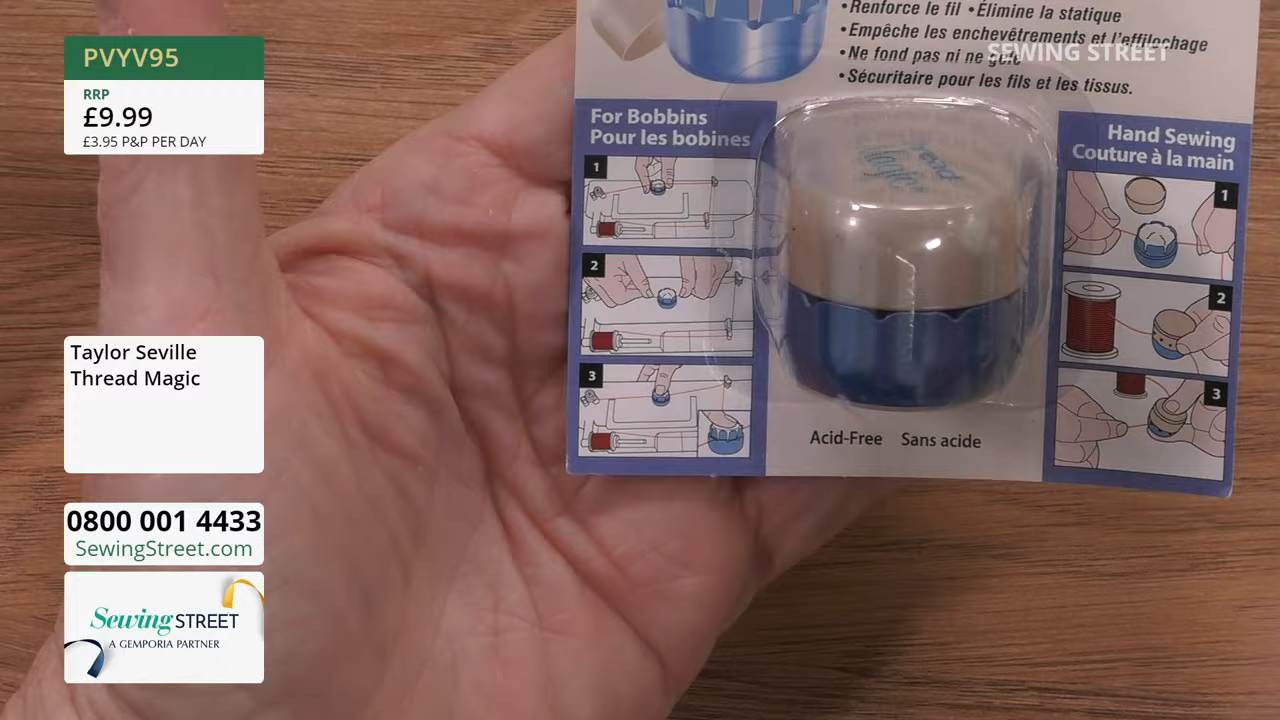 PVYV95
RRP
£9.99
£3.95 P&P PER DAY
Taylor Seville
Thread Magic
0800 001 4433
SewingStreet.com
Sewing STREET
A GEMPORIA PARTNER
SEWING STREET
•Renforce le fil •Élimine la statique
•Empêche les enchevêtrements et l'effilochage
•Ne fond pas ni ne gèle
•Sécuritaire pour les fils et les tissus.
For Bobbins
Pour les bobines
1
2
3
Thread
Magic
Acid-Free Sans acide
Hand Sewing
Couture à la main
1
2
3